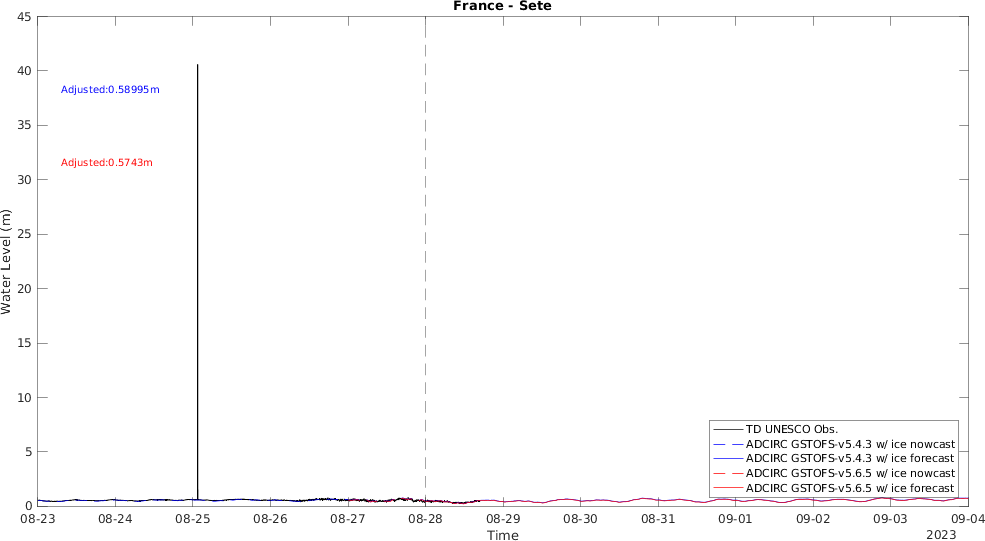 France - Sete
Water Level (m)
45
40
35
30
25
20
15
10
5
0
Adjusted:0.58995m
Adjusted:0.5743m
TD UNESCO Obs.
ADCIRC GSTOFS-v5.4.3 w/ ice nowcast
ADCIRC GSTOFS-v5.4.3 w/ ice forecast
ADCIRC GSTOFS-v5.6.5 w/ ice nowcast
ADCIRC GSTOFS-v5.6.5 w/ ice forecast
08-23 08-24 08-25 08-26 08-27 08-28 08-29 08-30 08-31 09-01 09-02 09-03 09-04
Time
2023